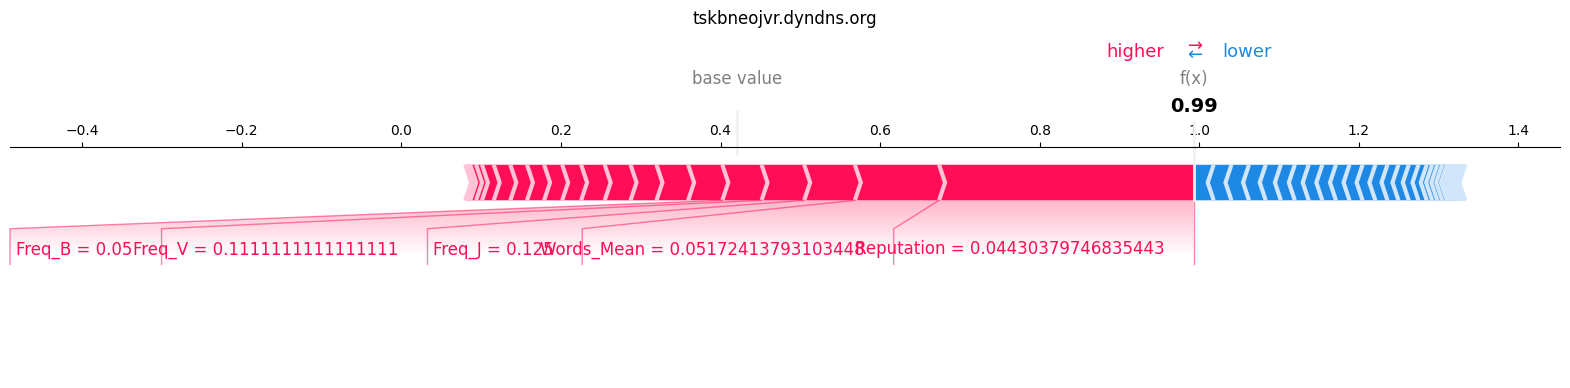 tskbneojvr.dyndns.org
higher ⇄ lower
base value f(x)
0.99
−0.4 −0.2 0.0 0.2 0.4 0.6 0.8 1.0 1.2 1.4
Freq_B = 0.05 Freq_V = 0.1111111111111111 Freq_J = 0.125 Words_Mean = 0.05172413793103448 Reputation = 0.04430379746835443